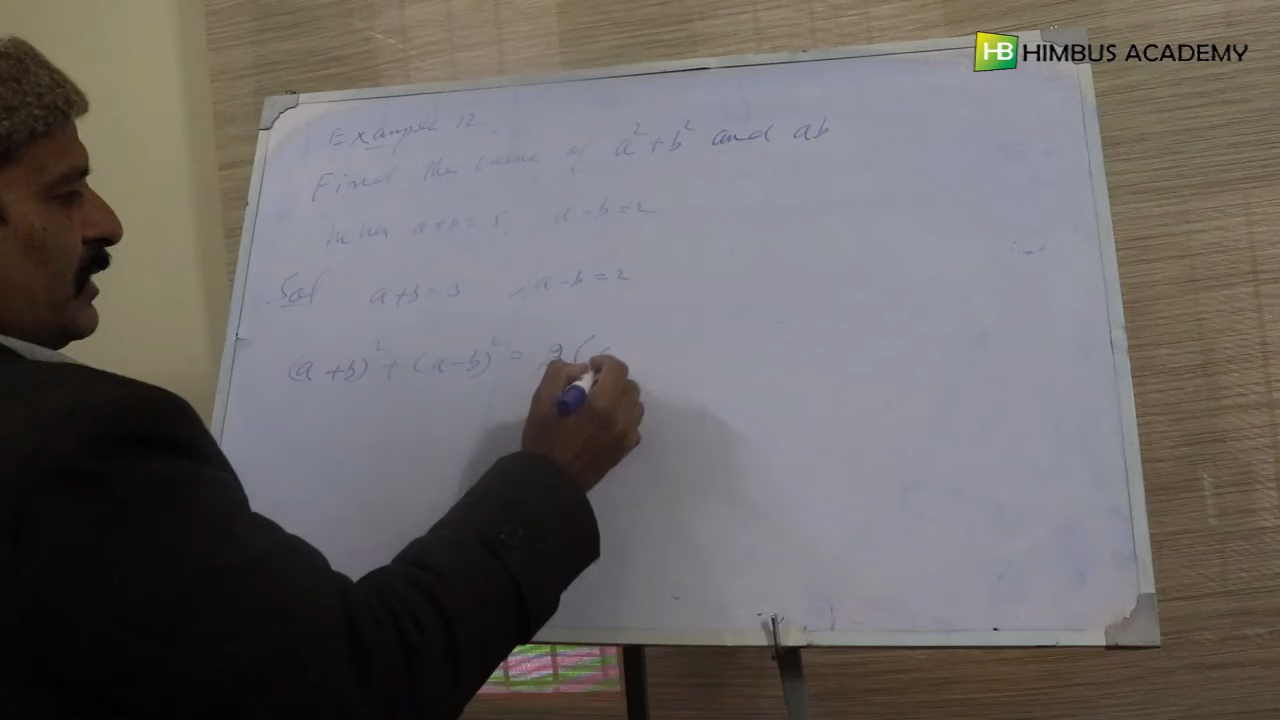 HB HIMBUS ACADEMY
Example 12.
Find the value of a²+b² and ab
when a+b=5, a-b=2
Sol a+b=5, a-b=2
(a+b)²+(a-b)² = 2(